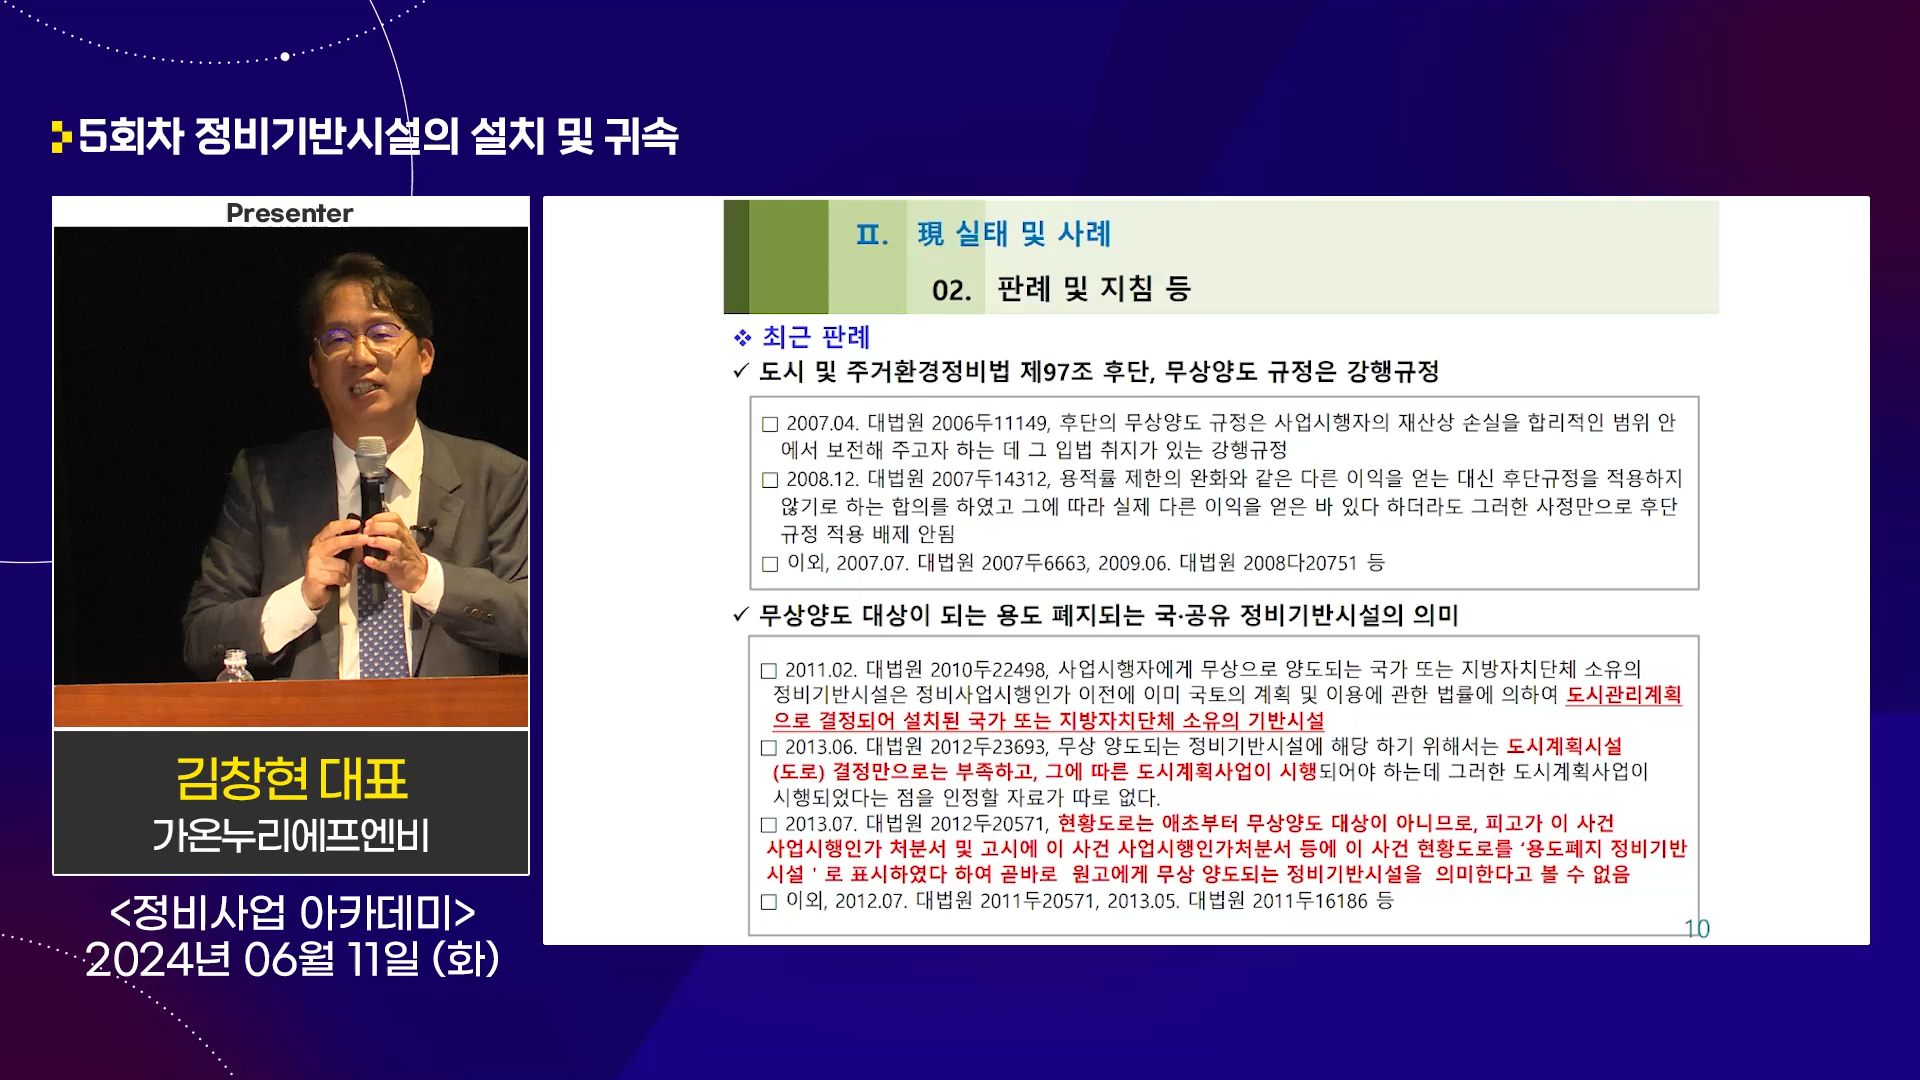 5회차 정비기반시설의 설치 및 귀속
Presenter
김창현 대표
가온누리에프엔비
<정비사업 아카데미>
2024년 06월 11일 (화)
Ⅱ. 現 실태 및 사례
02. 판례 및 지침 등
❖ 최근 판례
✓ 도시 및 주거환경정비법 제97조 후단, 무상양도 규정은 강행규정
□ 2007.04. 대법원 2006두11149, 후단의 무상양도 규정은 사업시행자의 재산상 손실을 합리적인 범위 안
에서 보전해 주고자 하는 데 그 입법 취지가 있는 강행규정
□ 2008.12. 대법원 2007두14312, 용적률 제한의 완화와 같은 다른 이익을 얻는 대신 후단규정을 적용하지
않기로 하는 합의를 하였고 그에 따라 실제 다른 이익을 얻은 바 있다 하더라도 그러한 사정만으로 후단
규정 적용 배제 안됨
□ 이외, 2007.07. 대법원 2007두6663, 2009.06. 대법원 2008다20751 등
✓ 무상양도 대상이 되는 용도 폐지되는 국·공유 정비기반시설의 의미
□ 2011.02. 대법원 2010두22498, 사업시행자에게 무상으로 양도되는 국가 또는 지방자치단체 소유의
정비기반시설은 정비사업시행인가 이전에 이미 국토의 계획 및 이용에 관한 법률에 의하여 도시관리계획
으로 결정되어 설치된 국가 또는 지방자치단체 소유의 기반시설
□ 2013.06. 대법원 2012두23693, 무상 양도되는 정비기반시설에 해당 하기 위해서는 도시계획시설
(도로) 결정만으로는 부족하고, 그에 따른 도시계획사업이 시행되어야 하는데 그러한 도시계획사업이
시행되었다는 점을 인정할 자료가 따로 없다.
□ 2013.07. 대법원 2012두20571, 현황도로는 애초부터 무상양도 대상이 아니므로, 피고가 이 사건
사업시행인가 처분서 및 고시에 이 사건 사업시행인가처분서 등에 이 사건 현황도로를 ‘용도폐지 정비기반
시설 ' 로 표시하였다 하여 곧바로 원고에게 무상 양도되는 정비기반시설을 의미한다고 볼 수 없음
□ 이외, 2012.07. 대법원 2011두20571, 2013.05. 대법원 2011두16186 등
10